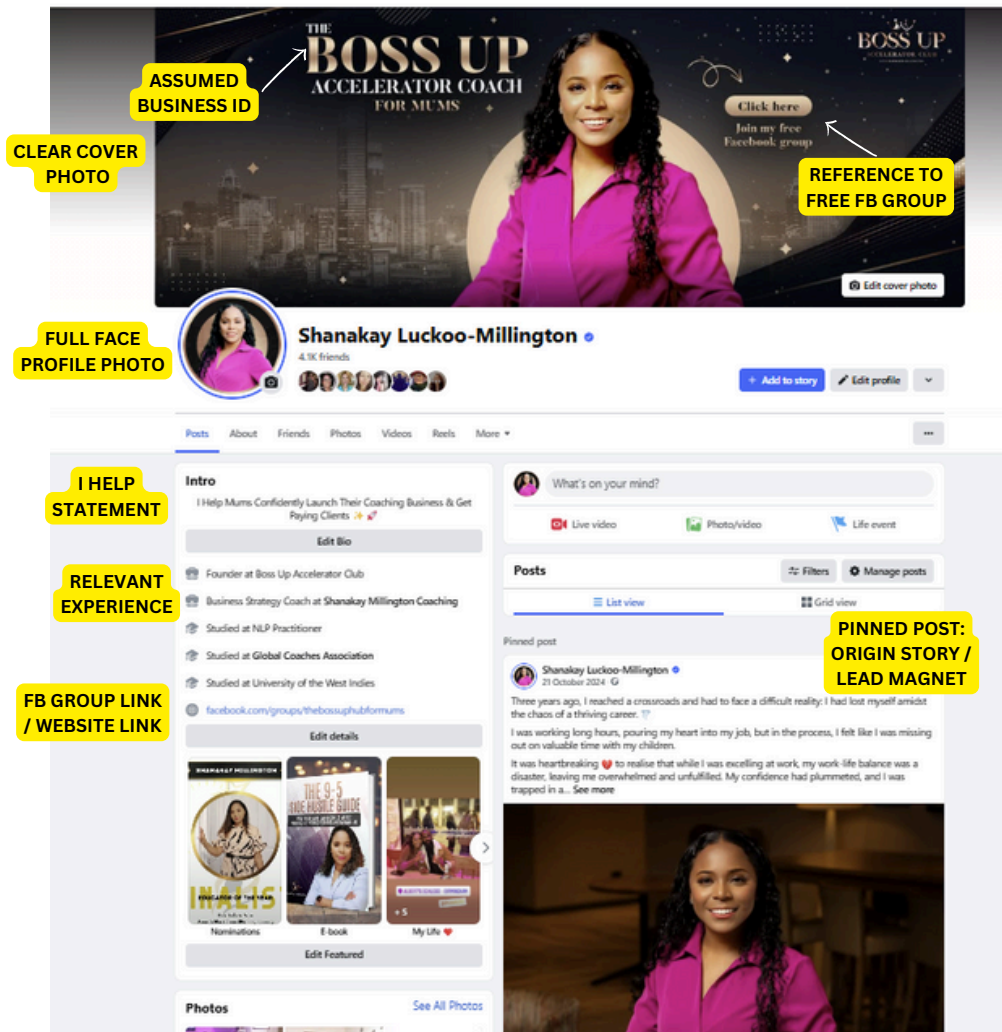 THE
BOSS UP
ACCELERATOR COACH
FOR MUMS
BOSS UP
ACCELERATOR CLUB
Click here
Join my free
Facebook group
ASSUMED
BUSINESS ID
CLEAR COVER
PHOTO
REFERENCE TO
FREE FB GROUP
Edit cover photo
FULL FACE
PROFILE PHOTO
Shanakay Luckoo-Millington
4.1K friends
+ Add to story
Edit profile
Posts About Friends Photos Videos Reels More
I HELP
STATEMENT
Intro
I Help Mums Confidently Launch Their Coaching Business & Get
Paying Clients ✨ 🚀
Edit Bio
RELEVANT
EXPERIENCE
Founder at Boss Up Accelerator Club
Business Strategy Coach at Shanakay Millington Coaching
Studied at NLP Practitioner
Studied at Global Coaches Association
Studied at University of the West Indies
FB GROUP LINK
/ WEBSITE LINK
facebook.com/groups/thebossuphubformums
Edit details
SHANAKAY MILLINGTON
FINALIST
EDUCATOR OF THE YEAR
Nominations
THE 9-5
SIDE HUSTLE GUIDE
E-book
+5
My Life ❤️
Edit Featured
Photos
See All Photos
What's on your mind?
Live video
Photo/video
Life event
Posts
Filters
Manage posts
List view
Grid view
PINNED POST:
ORIGIN STORY /
LEAD MAGNET
Pinned post
Shanakay Luckoo-Millington
21 October 2024
Three years ago, I reached a crossroads and had to face a difficult reality: I had lost myself amidst
the chaos of a thriving career.
I was working long hours, pouring my heart into my job, but in the process, I felt like I was missing
out on valuable time with my children.
It was heartbreaking 💔 to realise that while I was excelling at work, my work-life balance was a
disaster, leaving me overwhelmed and unfulfilled. My confidence had plummeted, and I was
trapped in a... See more